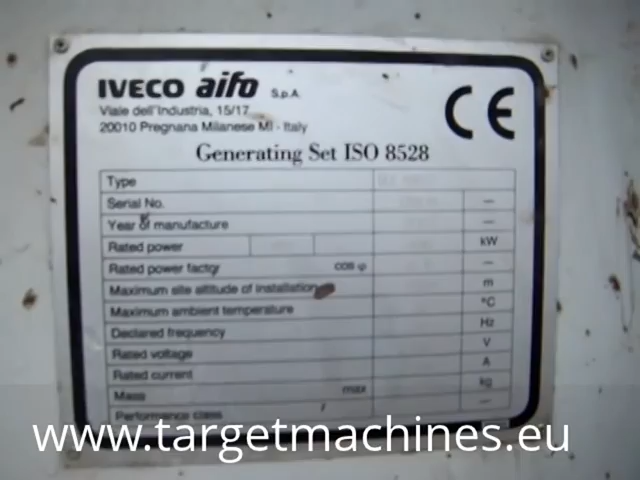 IVECO aifo S.p.A.
Viale dell'Industria, 15/17
20010 Pregnana Milanese MI - Italy
CE
Generating Set ISO 8528
Type
Serial No. —
Year of manufacture —
Rated power kW
Rated power factor cos φ —
Maximum site altitude of installation m
Maximum ambient temperature °C
Declared frequency Hz
Rated voltage V
Rated current A
Mass max kg
Performance class —
www.targetmachines.eu